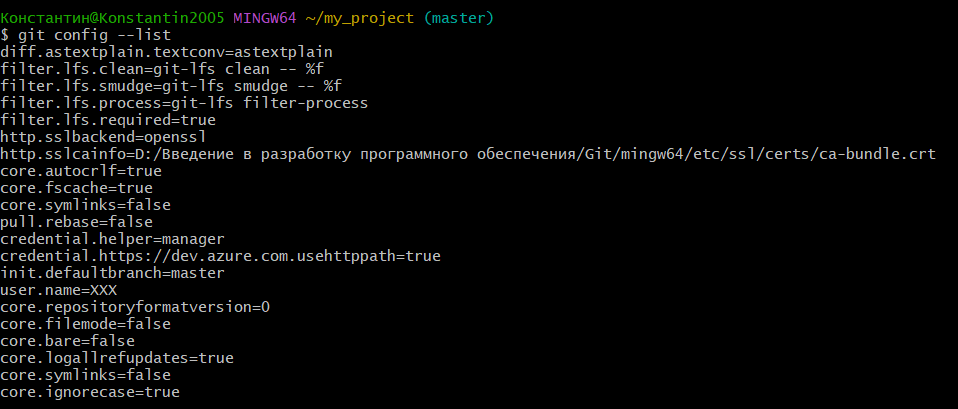 Константин@Konstantin2005 MINGW64 ~/my_project (master)
$ git config --list
diff.astextplain.textconv=astextplain
filter.lfs.clean=git-lfs clean -- %f
filter.lfs.smudge=git-lfs smudge -- %f
filter.lfs.process=git-lfs filter-process
filter.lfs.required=true
http.sslbackend=openssl
http.sslcainfo=D:/Введение в разработку программного обеспечения/Git/mingw64/etc/ssl/certs/ca-bundle.crt
core.autocrlf=true
core.fscache=true
core.symlinks=false
pull.rebase=false
credential.helper=manager
credential.https://dev.azure.com.usehttppath=true
init.defaultbranch=master
user.name=XXX
core.repositoryformatversion=0
core.filemode=false
core.bare=false
core.logallrefupdates=true
core.symlinks=false
core.ignorecase=true